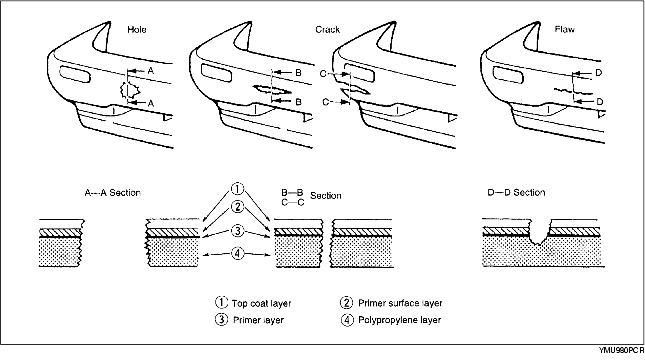 Hole
Crack
Flaw
A
A
B
B
C
C
D
D
A—A Section
B—B
C—C
Section
D—D Section
1
2
3
4
1 Top coat layer
2 Primer surface layer
3 Primer layer
4 Polypropylene layer
YMU980PCR